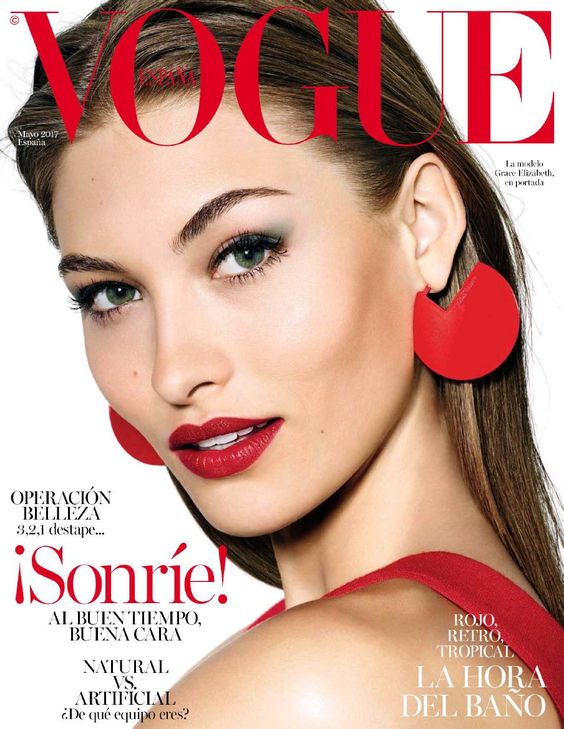 ©
VOGUE
ESPAÑA
Mayo 2017
España
La modelo
Grace Elizabeth,
en portada
OPERACIÓN
BELLEZA
3,2,1 destape...
¡Sonríe!
AL BUEN TIEMPO,
BUENA CARA
NATURAL
VS.
ARTIFICIAL
¿De qué equipo eres?
ROJO,
RETRO,
TROPICAL
LA HORA
DEL BAÑO